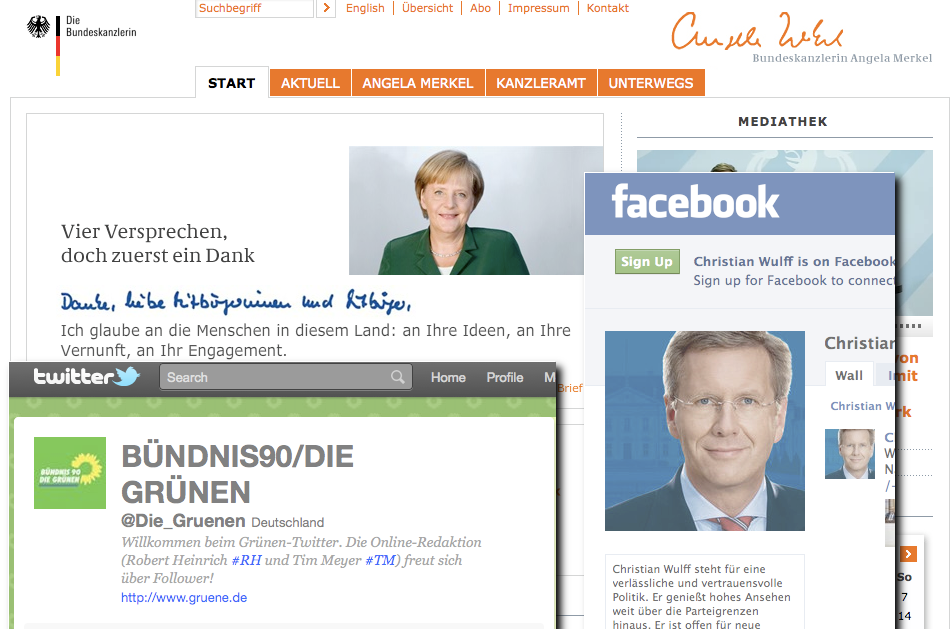 Die
Bundeskanzlerin
Suchbegriff
English | Übersicht | Abo | Impressum | Kontakt
Angela Merkel
Bundeskanzlerin Angela Merkel
START
AKTUELL
ANGELA MERKEL
KANZLERAMT
UNTERWEGS
MEDIATHEK
Vier Versprechen,
doch zuerst ein Dank
Danke, liebe Mitbürgerinnen und Mitbürger,
Ich glaube an die Menschen in diesem Land: an Ihre Ideen, an Ihre
Vernunft, an Ihr Engagement.
Brief
facebook
Sign Up
Christian Wulff is on Facebook
Sign up for Facebook to connect
Christian
Wall
Christian W
von
mit
rk
So
7
14
Christian Wulff steht für eine
verlässliche und vertrauensvolle
Politik. Er genießt hohes Ansehen
weit über die Parteigrenzen
hinaus. Er ist offen für neue
twitter
Search
Home
Profile
M
BÜNDNIS 90
DIE GRÜNEN
BÜNDNIS90/DIE
GRÜNEN
@Die_Gruenen Deutschland
Willkommen beim Grünen-Twitter. Die Online-Redaktion
(Robert Heinrich #RH und Tim Meyer #TM) freut sich
über Follower!
http://www.gruene.de